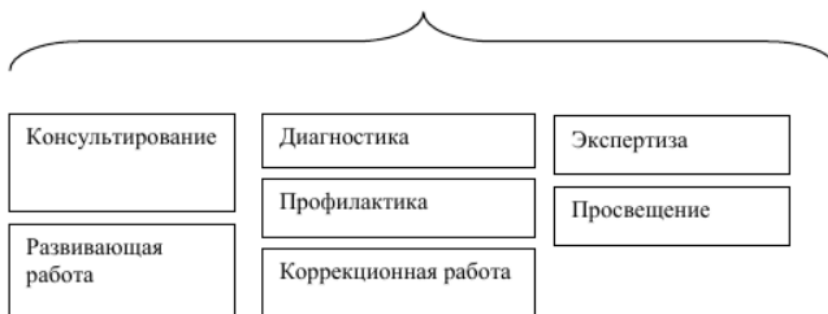 Консультирование
Развивающая
работа
Диагностика
Профилактика
Коррекционная работа
Экспертиза
Просвещение